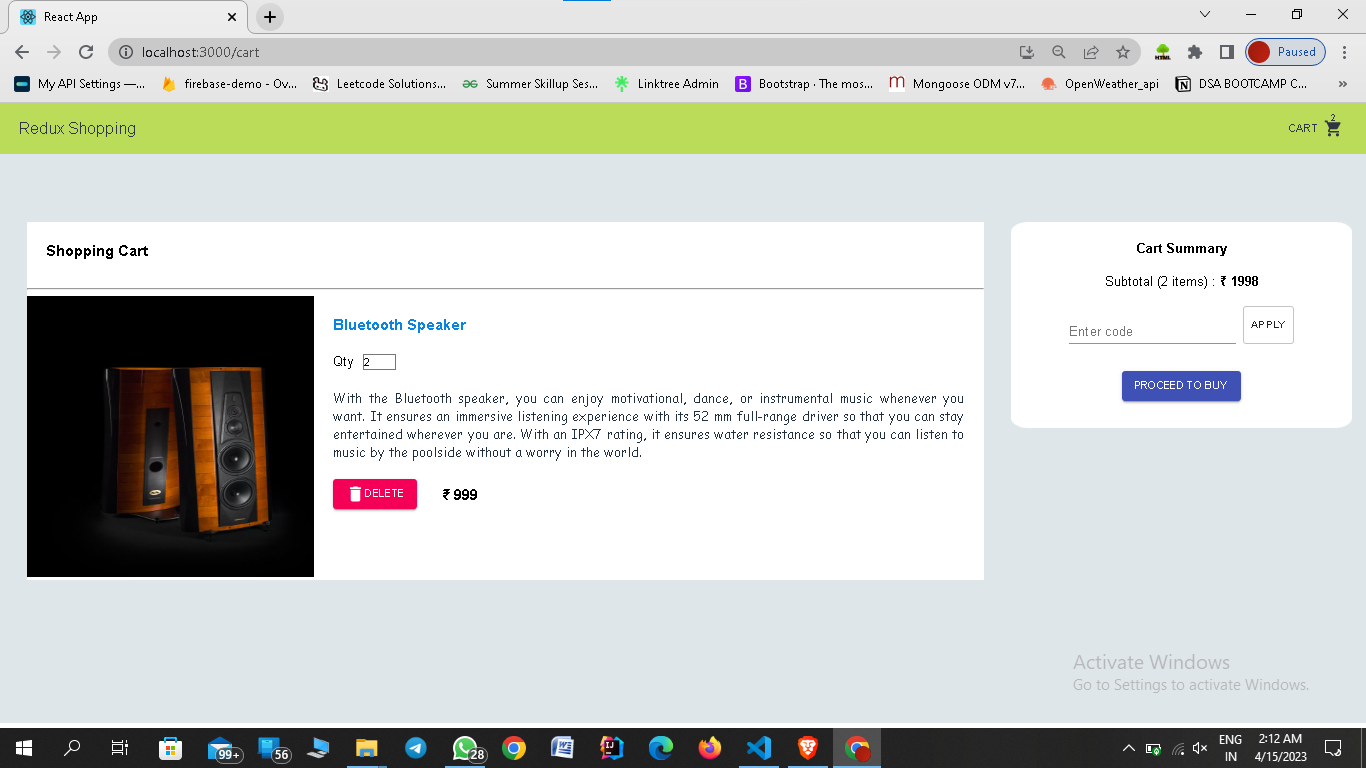 React App
localhost:3000/cart
Paused
My API Settings —...
firebase-demo - Ov...
Leetcode Solutions...
Summer Skillup Ses...
Linktree Admin
Bootstrap · The mos...
Mongoose ODM v7...
OpenWeather_api
DSA BOOTCAMP C...
Redux Shopping
CART
2
Shopping Cart
Bluetooth Speaker
Qty 2
With the Bluetooth speaker, you can enjoy motivational, dance, or instrumental music whenever you
want. It ensures an immersive listening experience with its 52 mm full-range driver so that you can stay
entertained wherever you are. With an IPX7 rating, it ensures water resistance so that you can listen to
music by the poolside without a worry in the world.
DELETE
₹ 999
Cart Summary
Subtotal (2 items) : ₹ 1998
Enter code
APPLY
PROCEED TO BUY
Activate Windows
Go to Settings to activate Windows.
99+
56
28
ENG
IN
2:12 AM
4/15/2023